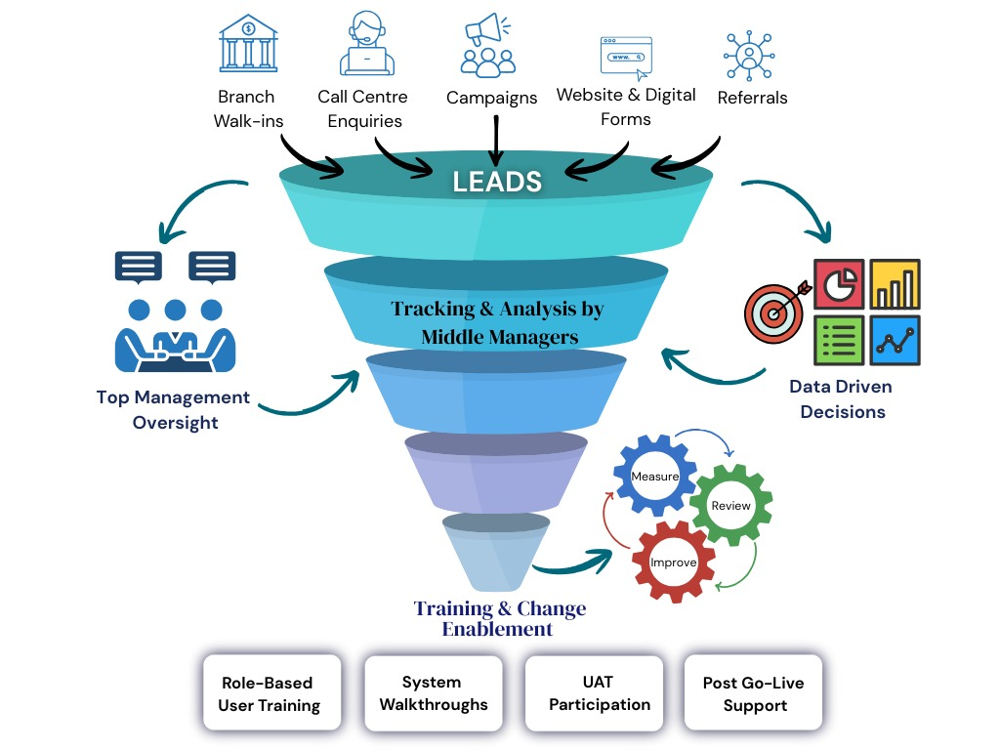 $
www.
Branch
Walk-ins
Call Centre
Enquiries
Campaigns
Website & Digital
Forms
Referrals
LEADS
Tracking & Analysis by
Middle Managers
Top Management
Oversight
Data Driven
Decisions
Measure
Review
Improve
Training & Change
Enablement
Role-Based
User Training
System
Walkthroughs
UAT
Participation
Post Go-Live
Support